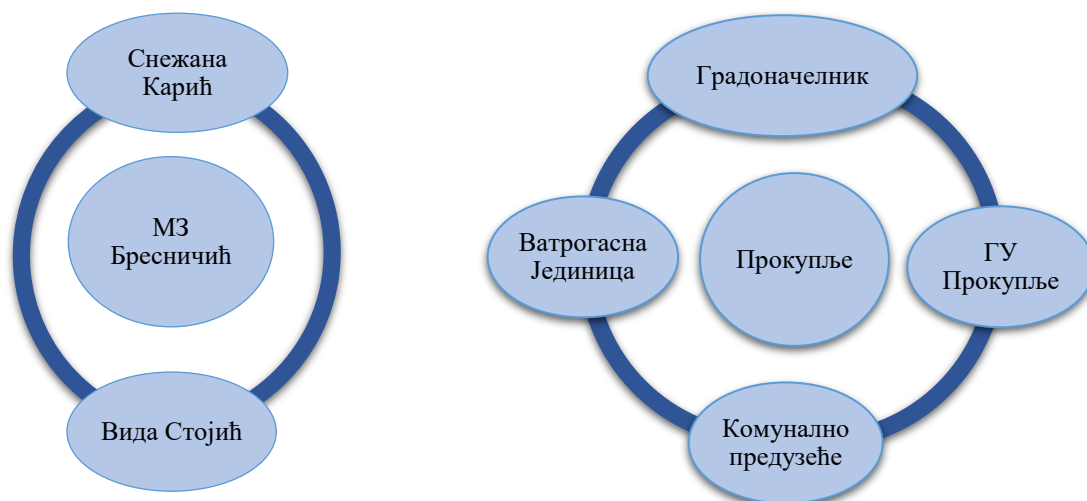 Снежана
Карић
МЗ
Бресничић
Вида Стојић
Градоначелник
Ватрогасна
Јединица
Прокупље
ГУ
Прокупље
Комунално
предузеће